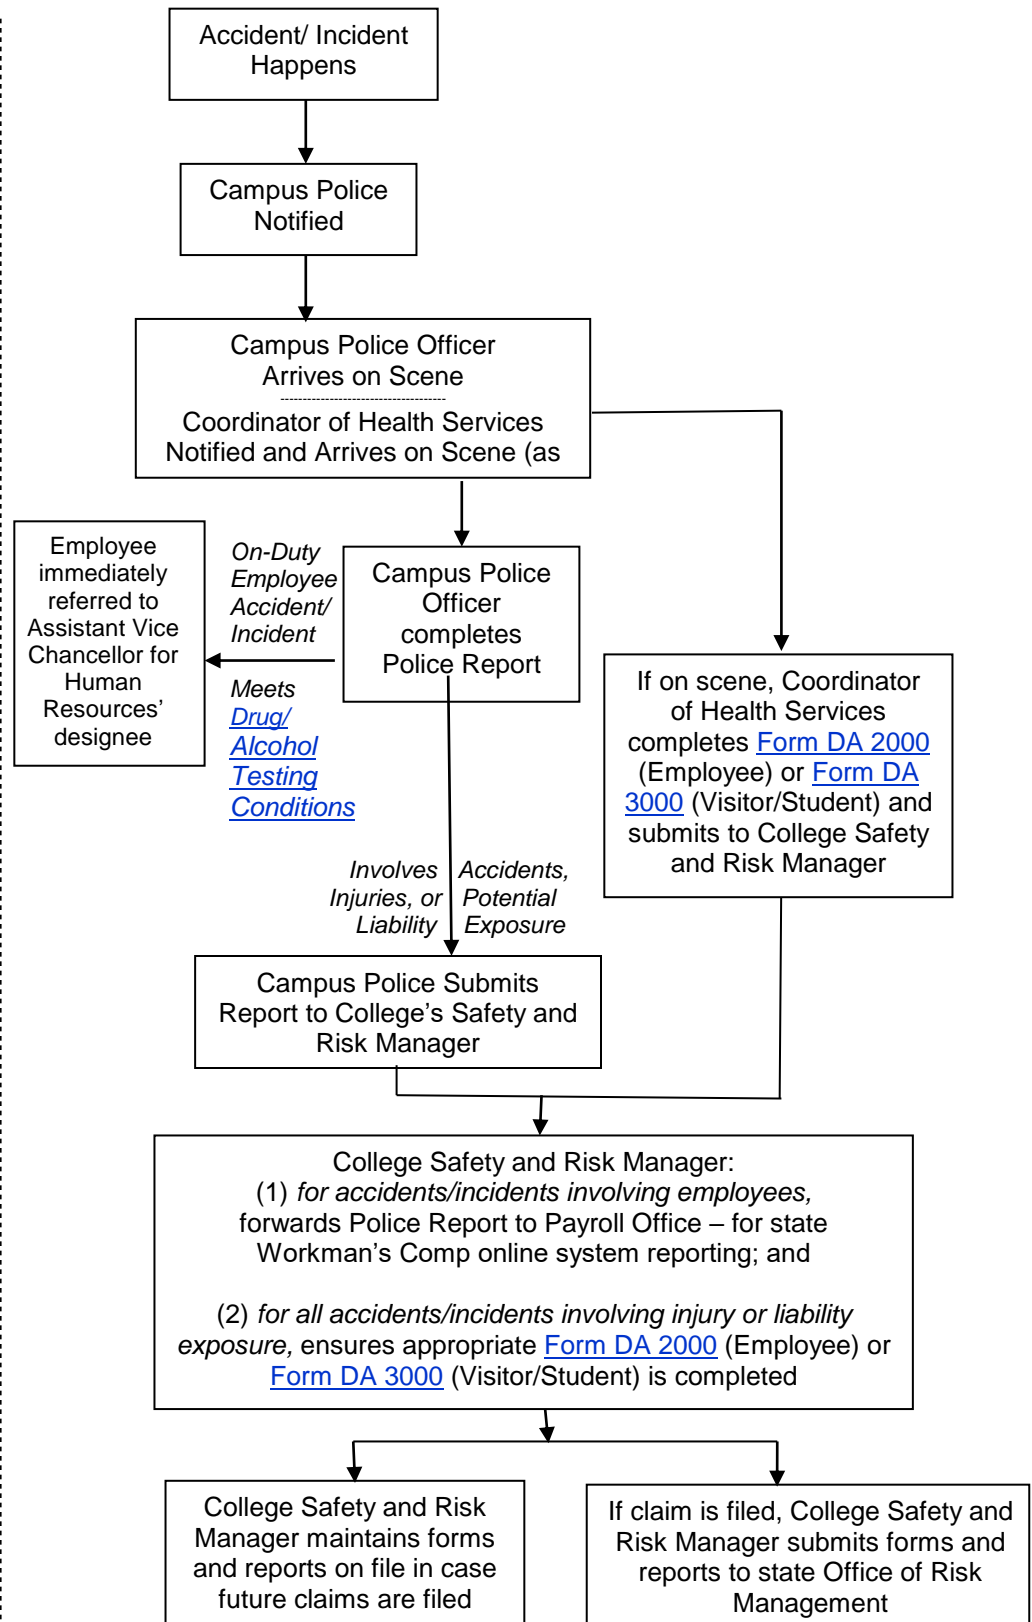 Accident/ Incident
Happens
Campus Police
Notified
Campus Police Officer
Arrives on Scene
-------------------------------------
Coordinator of Health Services
Notified and Arrives on Scene (as
Employee
immediately
referred to
Assistant Vice
Chancellor for
Human
Resources’
designee
On-Duty
Employee
Accident/
Incident
Meets
Drug/
Alcohol
Testing
Conditions
Campus Police
Officer
completes
Police Report
If on scene, Coordinator
of Health Services
completes Form DA 2000
(Employee) or Form DA
3000 (Visitor/Student) and
submits to College Safety
and Risk Manager
Involves Accidents,
Injuries, or Potential
Liability Exposure
Campus Police Submits
Report to College’s Safety and
Risk Manager
College Safety and Risk Manager:
(1) for accidents/incidents involving employees,
forwards Police Report to Payroll Office – for state
Workman’s Comp online system reporting; and
(2) for all accidents/incidents involving injury or liability
exposure, ensures appropriate Form DA 2000 (Employee) or
Form DA 3000 (Visitor/Student) is completed
College Safety and Risk
Manager maintains forms
and reports on file in case
future claims are filed
If claim is filed, College Safety and
Risk Manager submits forms and
reports to state Office of Risk
Management